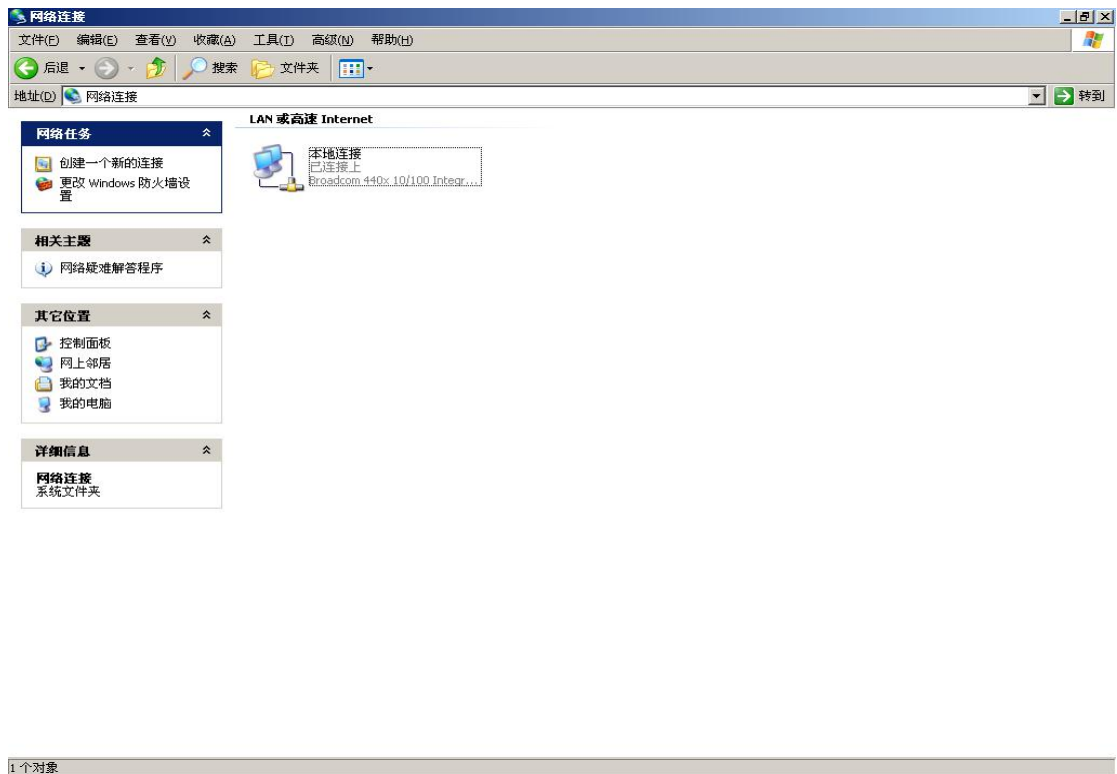 网络连接
文件(F) 编辑(E) 查看(V) 收藏(A) 工具(T) 高级(N) 帮助(H)
后退 搜索 文件夹
地址(D) 网络连接 转到
网络任务
创建一个新的连接
更改 Windows 防火墙设
置
相关主题
网络疑难解答程序
其它位置
控制面板
网上邻居
我的文档
我的电脑
详细信息
网络连接
系统文件夹
LAN 或高速 Internet
本地连接
已连接上
Broadcom 440x 10/100 Integr...
1 个对象